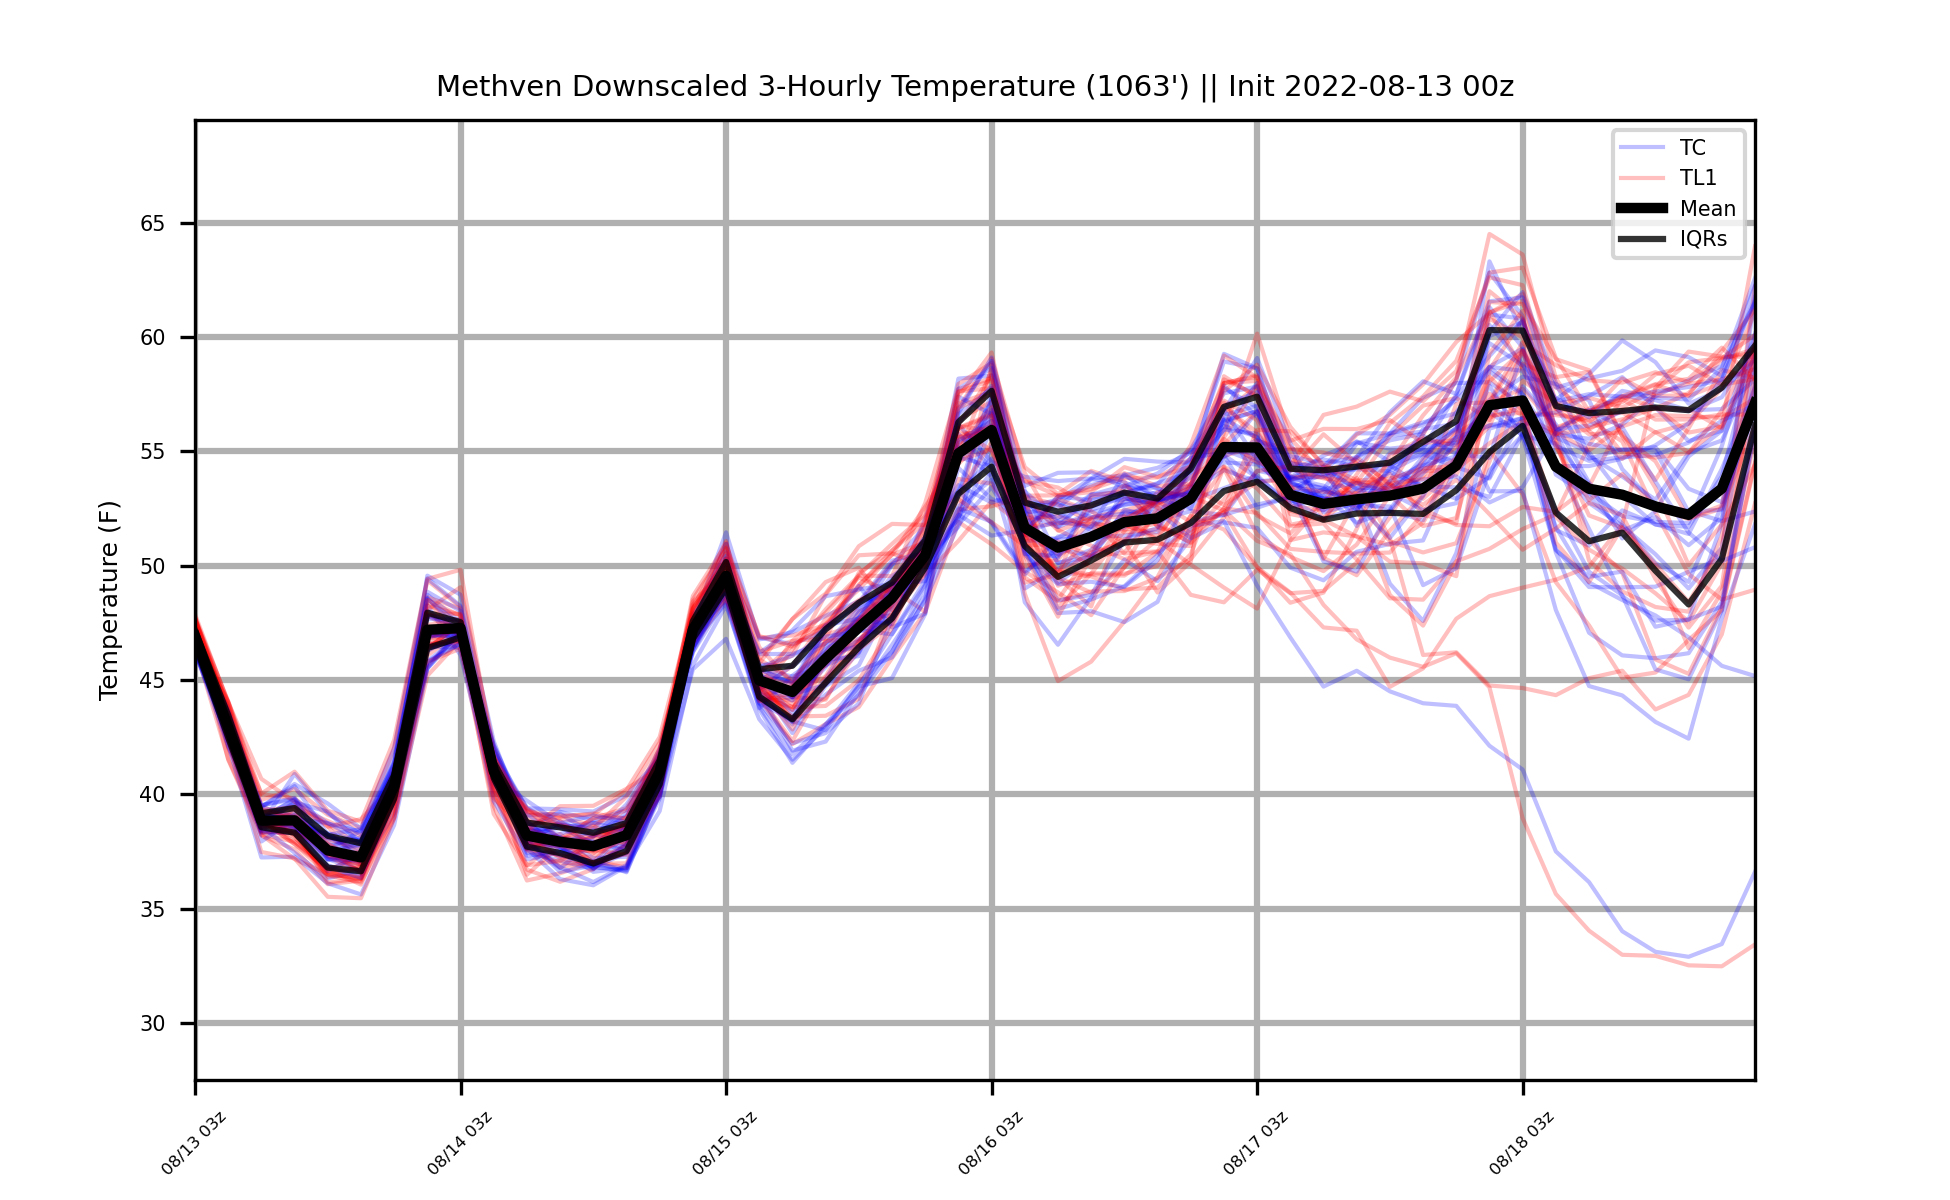 Methven Downscaled 3-Hourly Temperature (1063') || Init 2022-08-13 00z
TC
TL1
Mean
IQRs
Temperature (F)
65
60
55
50
45
40
35
30
08/13 03z
08/14 03z
08/15 03z
08/16 03z
08/17 03z
08/18 03z